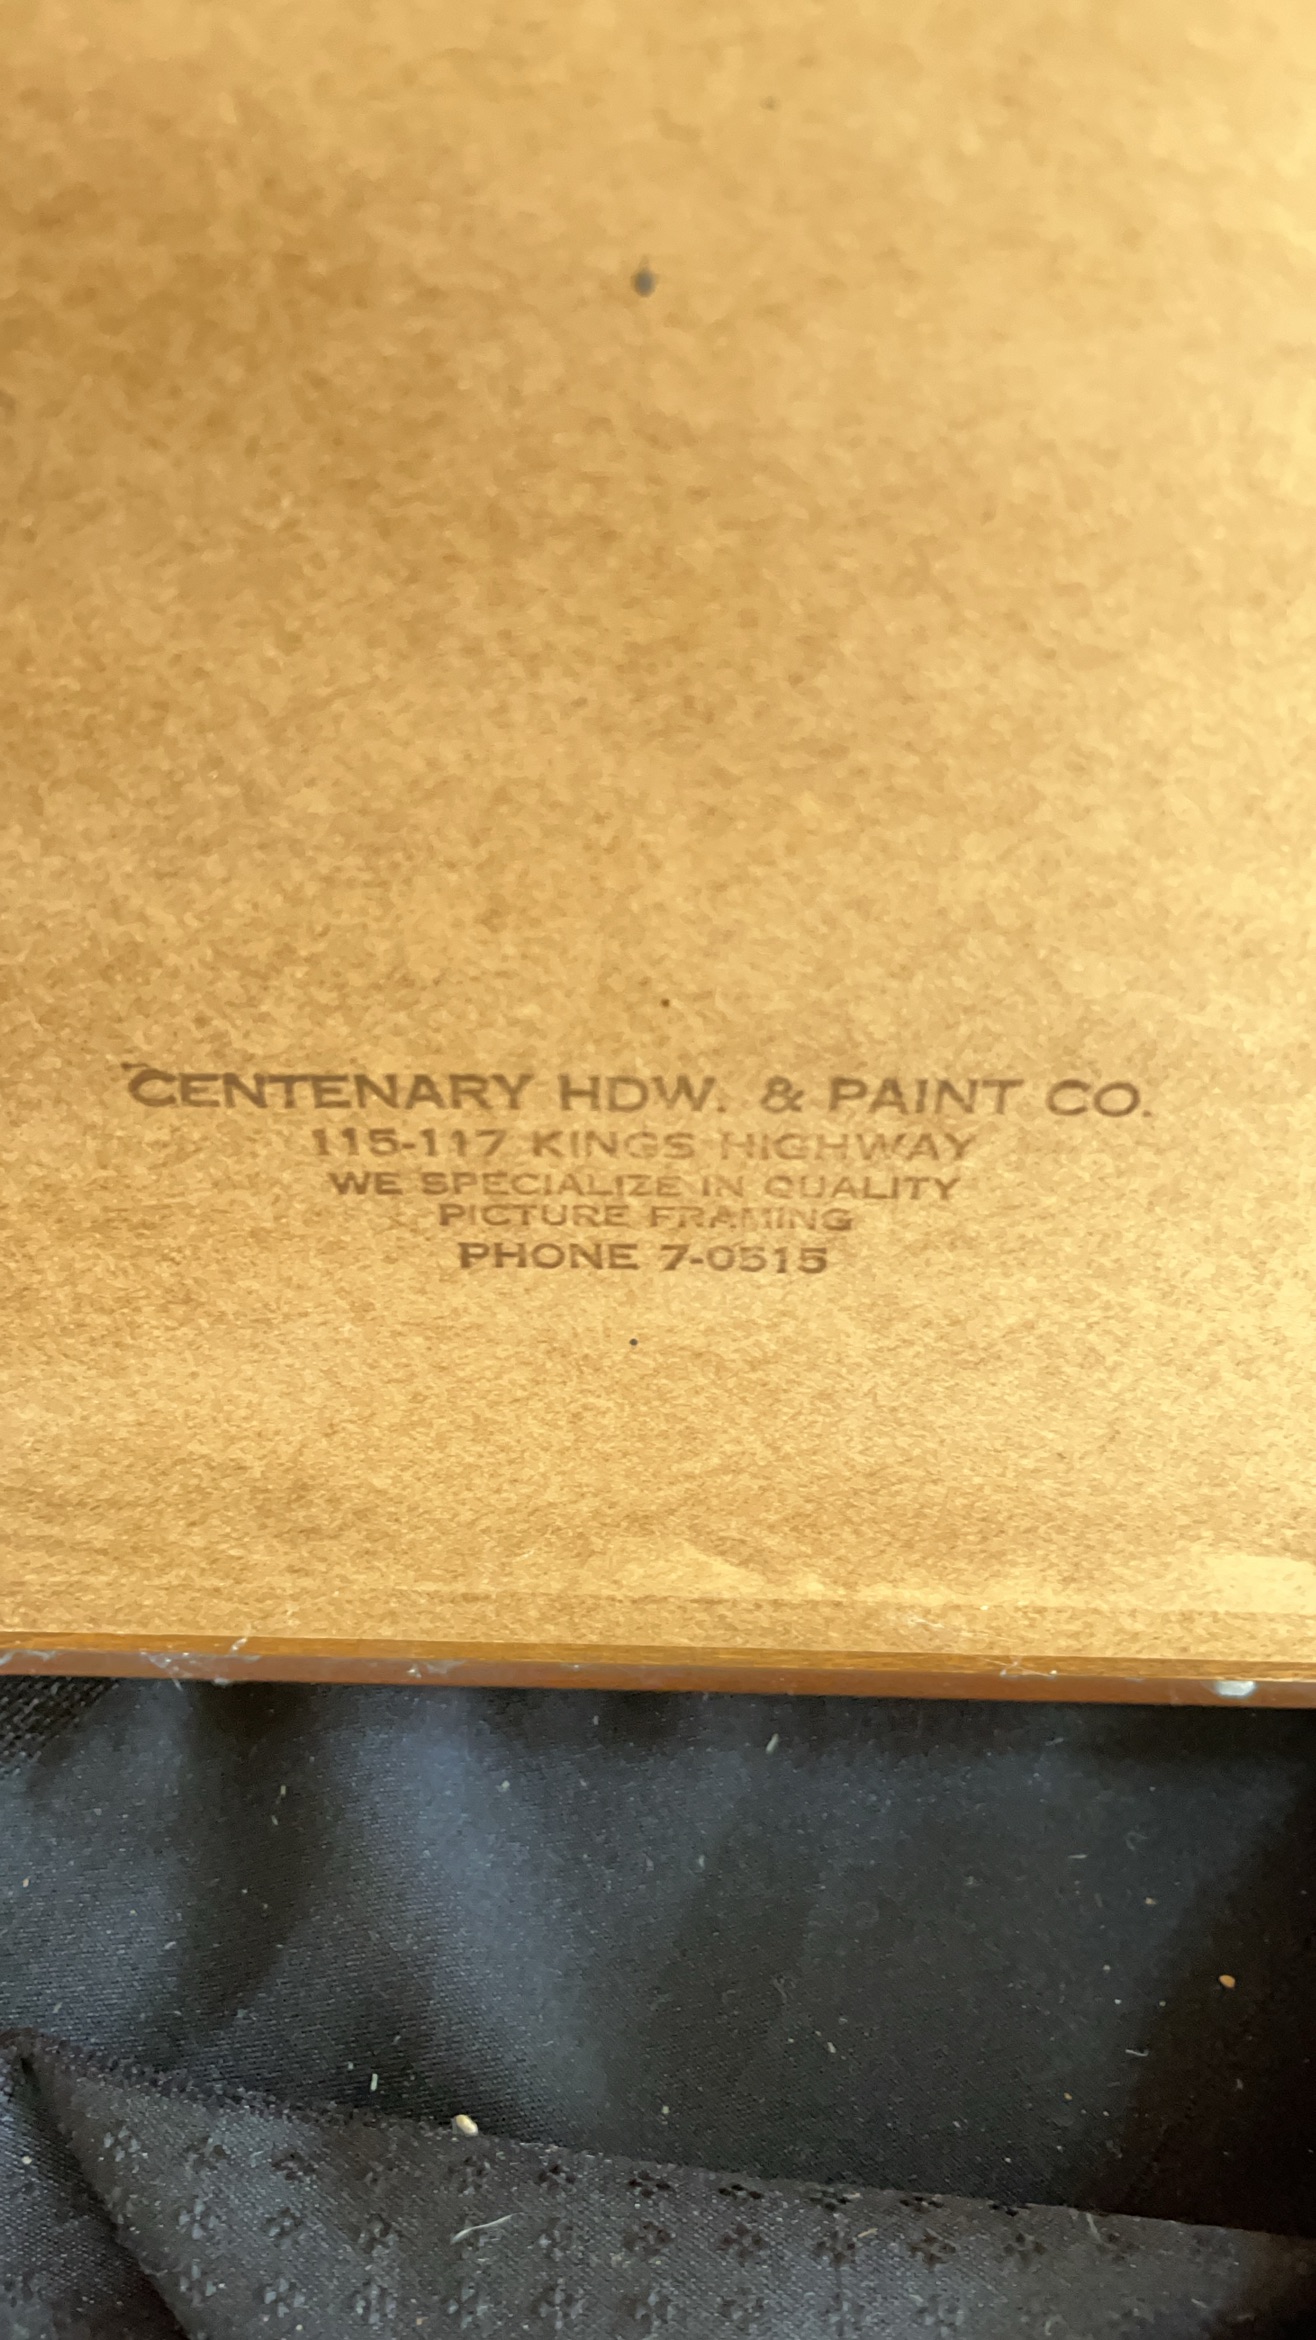 CENTENARY HDW. & PAINT CO.
115-117 KINGS HIGHWAY
WE SPECIALIZE IN QUALITY
PICTURE FRAMING
PHONE 7-0515